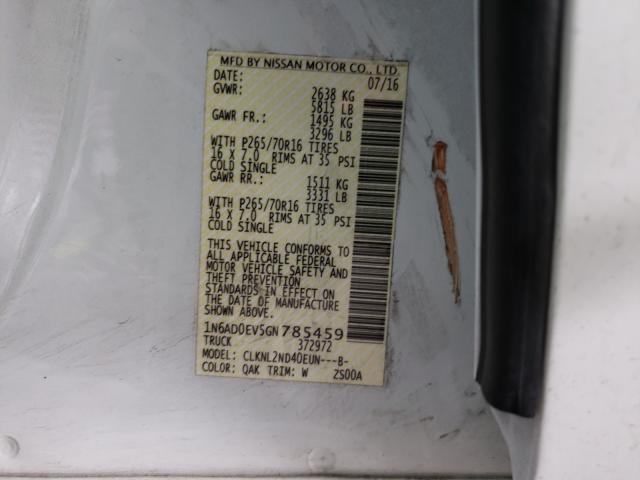 MFD BY NISSAN MOTOR CO., LTD.
DATE: 07/16
GVWR: 2638 KG
5815 LB
GAWR FR.: 1495 KG
3296 LB
WITH P265/70R16 TIRES
16 X 7.0 RIMS AT 35 PSI
COLD SINGLE
GAWR RR.: 1511 KG
3331 LB
WITH P265/70R16 TIRES
16 X 7.0 RIMS AT 35 PSI
COLD SINGLE
THIS VEHICLE CONFORMS TO
ALL APPLICABLE FEDERAL
MOTOR VEHICLE SAFETY AND
THEFT PREVENTION
STANDARDS IN EFFECT ON
THE DATE OF MANUFACTURE
1N6AD0EV5GN785459
TRUCK 372972
MODEL: CLKNL2ND40EUN---B-
COLOR: QAK TRIM: W ZS00A